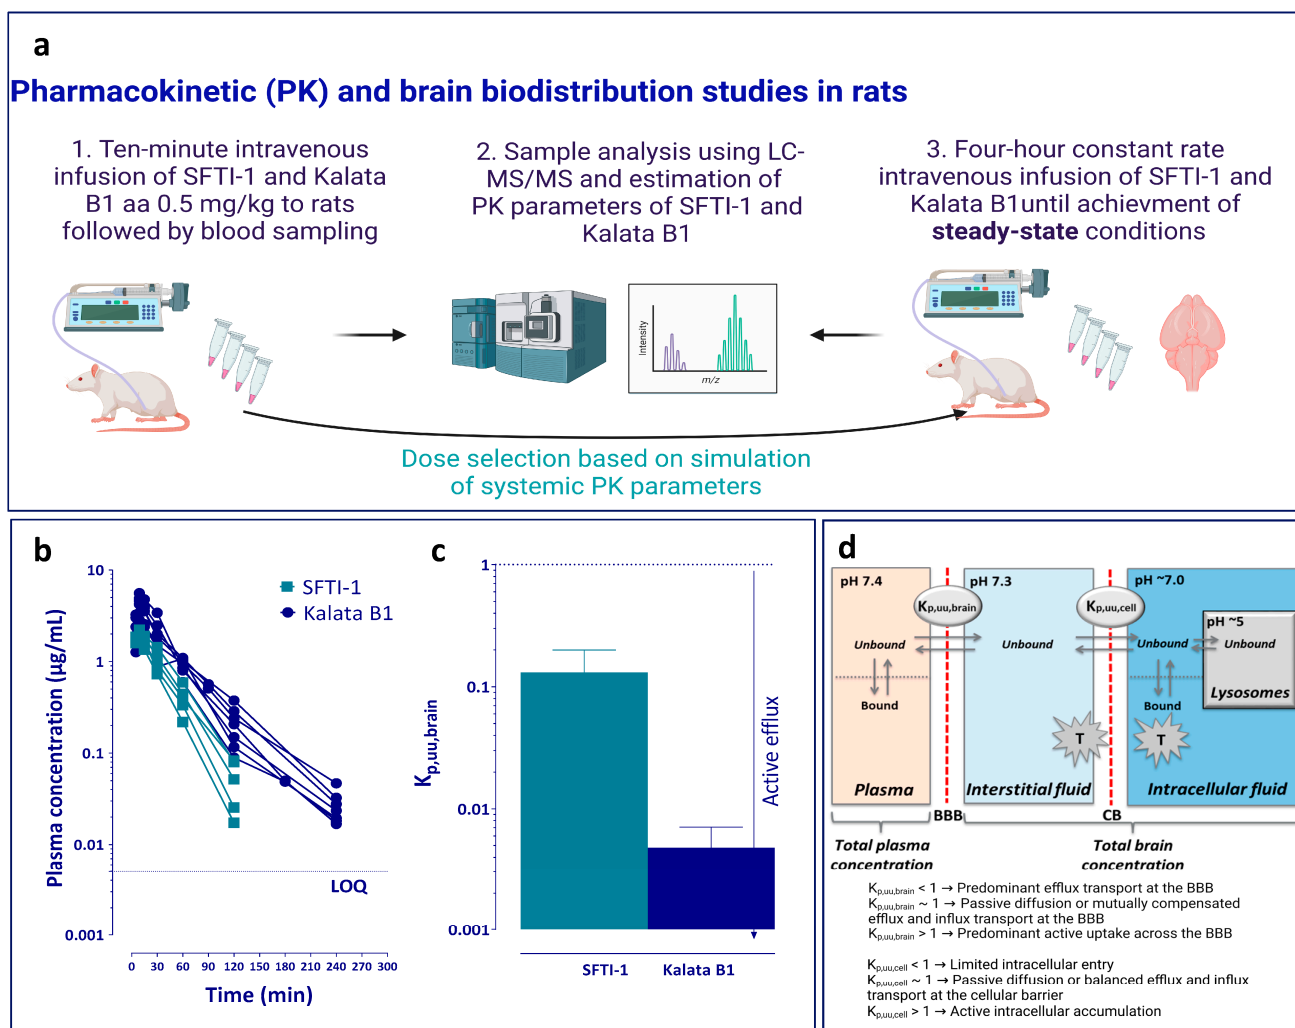 a
Pharmacokinetic (PK) and brain biodistribution studies in rats
1. Ten-minute intravenous
infusion of SFTI-1 and Kalata
B1 aa 0.5 mg/kg to rats
followed by blood sampling
2. Sample analysis using LC-
MS/MS and estimation of
PK parameters of SFTI-1 and
Kalata B1
3. Four-hour constant rate
intravenous infusion of SFTI-1 and
Kalata B1until achievment of
steady-state conditions
Intensity
m/z
Dose selection based on simulation
of systemic PK parameters
b
Plasma concentration (µg/mL)
10
1
0.1
0.01
0.001
SFTI-1
Kalata B1
LOQ
0 30 60 90 120 150 180 210 240 270 300
Time (min)
c
Kp,uu,brain
1
0.1
0.01
0.001
Active efflux
SFTI-1 Kalata B1
d
pH 7.4
Kp,uu,brain
pH 7.3
Kp,uu,cell
pH ~7.0
pH ~5
Unbound
Unbound
Unbound
Unbound
Lysosomes
Bound
Bound
T
T
Plasma
Interstitial fluid
Intracellular fluid
BBB
CB
Total plasma
concentration
Total brain
concentration
Kp,uu,brain < 1 → Predominant efflux transport at the BBB
Kp,uu,brain ~ 1 → Passive diffusion or mutually compensated
efflux and influx transport at the BBB
Kp,uu,brain > 1 → Predominant active uptake across the BBB
Kp,uu,cell < 1 → Limited intracellular entry
Kp,uu,cell ~ 1 → Passive diffusion or balanced efflux and influx
transport at the cellular barrier
Kp,uu,cell > 1 → Active intracellular accumulation